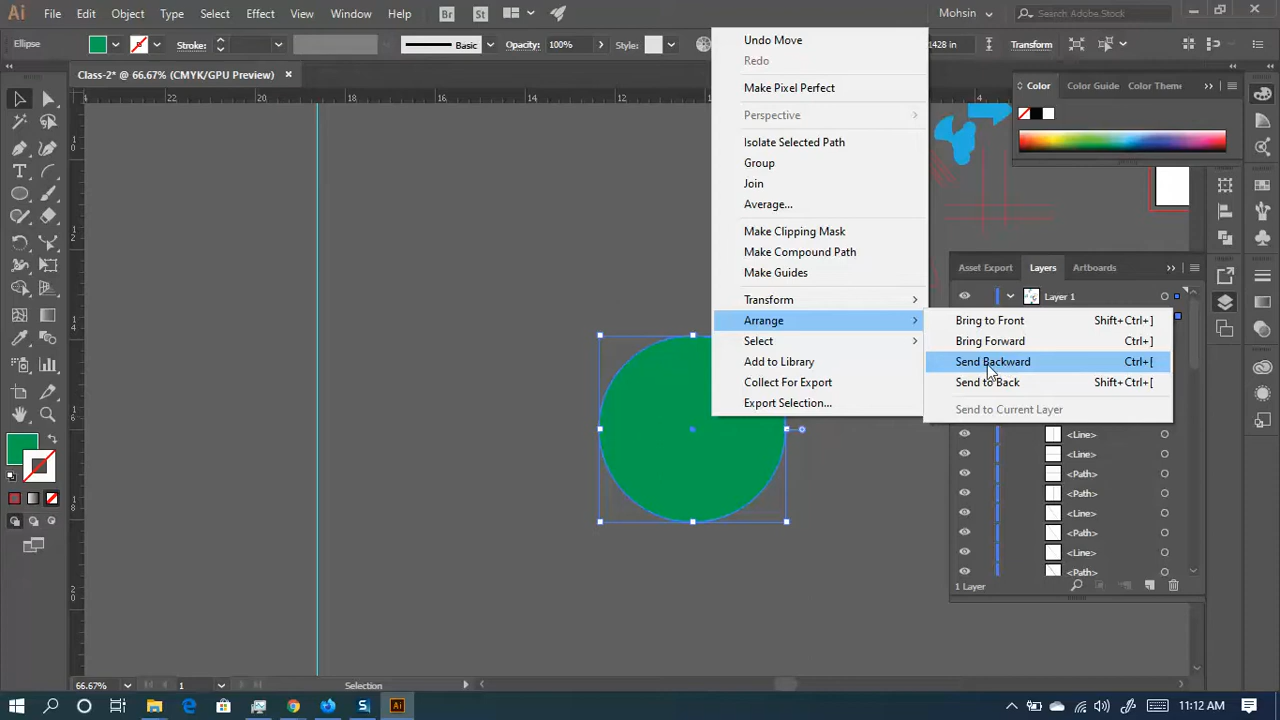 Ai File Edit Object Type Select Effect View Window Help Br St Mohsin Search Adobe Stock
Ellipse Stroke: Basic Opacity: 100% Style: 1428 in Transform
Class-2* @ 66.67% (CMYK/GPU Preview)
22 20 18 16 14 12 4
Undo Move
Redo
Make Pixel Perfect
Perspective
Isolate Selected Path
Group
Join
Average...
Make Clipping Mask
Make Compound Path
Make Guides
Transform
Arrange
Select
Add to Library
Collect For Export
Export Selection...
Bring to Front Shift+Ctrl+]
Bring Forward Ctrl+]
Send Backward Ctrl+[
Send to Back Shift+Ctrl+[
Send to Current Layer
Color Color Guide Color Theme
Asset Export Layers Artboards
Layer 1
<Line>
<Line>
<Path>
<Path>
<Line>
<Path>
<Line>
<Path>
1 Layer
66.67% 1 Selection
S Ai 11:12 AM